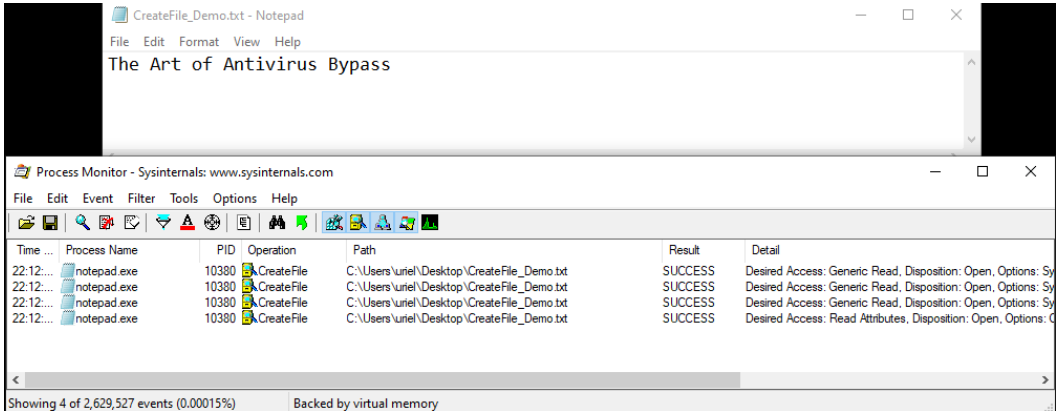 CreateFile_Demo.txt - Notepad
File Edit Format View Help
The Art of Antivirus Bypass
Process Monitor - Sysinternals: www.sysinternals.com
File Edit Event Filter Tools Options Help
Time ... Process Name PID Operation Path Result Detail
22:12:... notepad.exe 10380 CreateFile C:\Users\uriel\Desktop\CreateFile_Demo.txt SUCCESS Desired Access: Generic Read, Disposition: Open, Options: Sy
22:12:... notepad.exe 10380 CreateFile C:\Users\uriel\Desktop\CreateFile_Demo.txt SUCCESS Desired Access: Generic Read, Disposition: Open, Options: Sy
22:12:... notepad.exe 10380 CreateFile C:\Users\uriel\Desktop\CreateFile_Demo.txt SUCCESS Desired Access: Generic Read, Disposition: Open, Options: Sy
22:12:... notepad.exe 10380 CreateFile C:\Users\uriel\Desktop\CreateFile_Demo.txt SUCCESS Desired Access: Read Attributes, Disposition: Open, Options: C
Showing 4 of 2,629,527 events (0.00015%) Backed by virtual memory